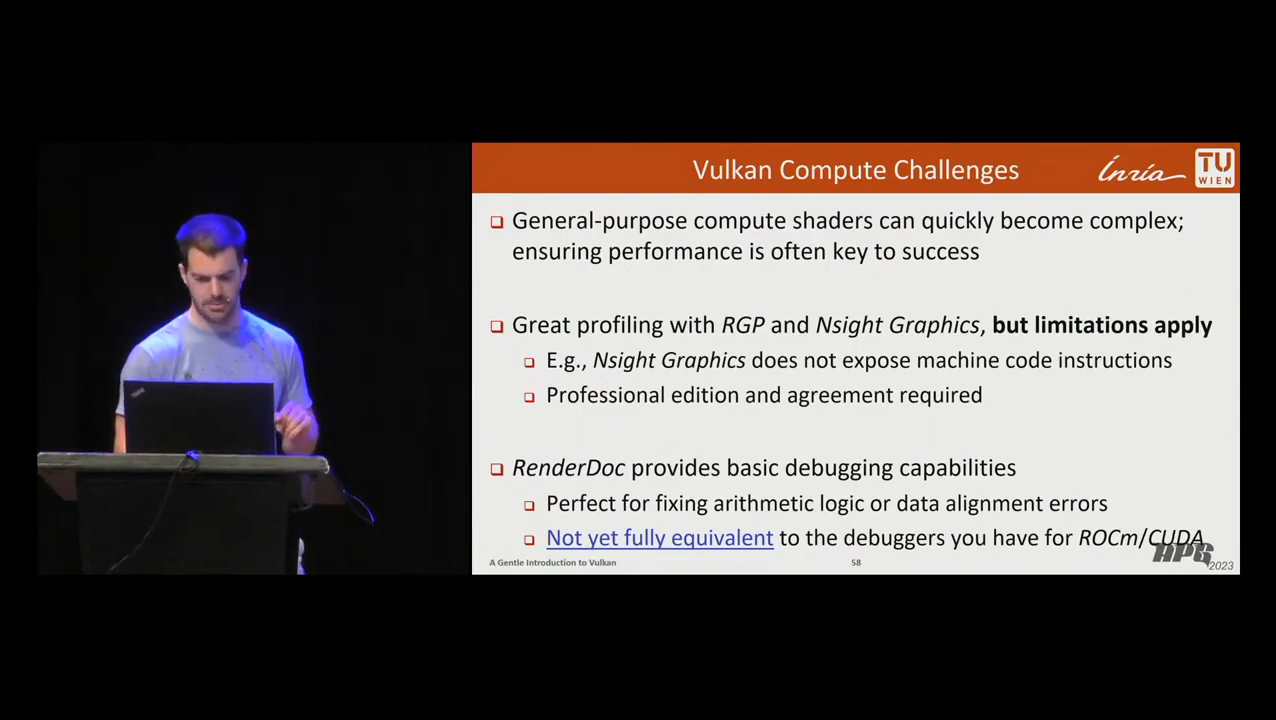 Vulkan Compute Challenges
Inria
TU
WIEN
General-purpose compute shaders can quickly become complex;
ensuring performance is often key to success
Great profiling with RGP and Nsight Graphics, but limitations apply
E.g., Nsight Graphics does not expose machine code instructions
Professional edition and agreement required
RenderDoc provides basic debugging capabilities
Perfect for fixing arithmetic logic or data alignment errors
Not yet fully equivalent to the debuggers you have for ROCm/CUDA
A Gentle Introduction to Vulkan
58
HPG
2023